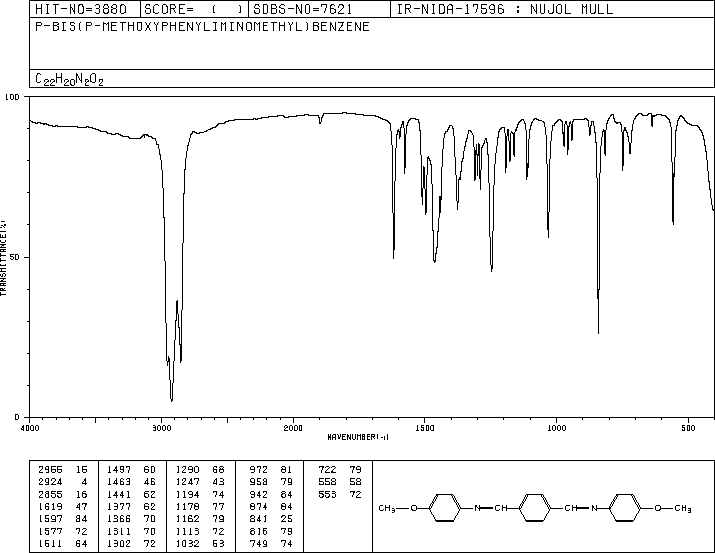 HIT-NO=3880 SCORE= ( ) SDBS-NO=7621 IR-NIDA-17596 : NUJOL MULL
P-BIS(P-METHOXYPHENYLIMINOMETHYL)BENZENE
C22H20N2O2
100
50
0
TRANSMITTANCE(%)
4000 3000 2000 1500 1000 500
WAVENUMBER(-1)
2956 16 1497 60 1290 68 972 81 722 79
2924 4 1463 46 1247 43 958 79 558 58
2855 16 1441 62 1194 74 942 84 553 72
1619 47 1377 62 1178 77 874 84
1597 84 1366 70 1162 79 841 25
1577 72 1311 70 1113 72 816 79
1511 64 1302 72 1032 53 749 74
CH3 O N CH CH N O CH3